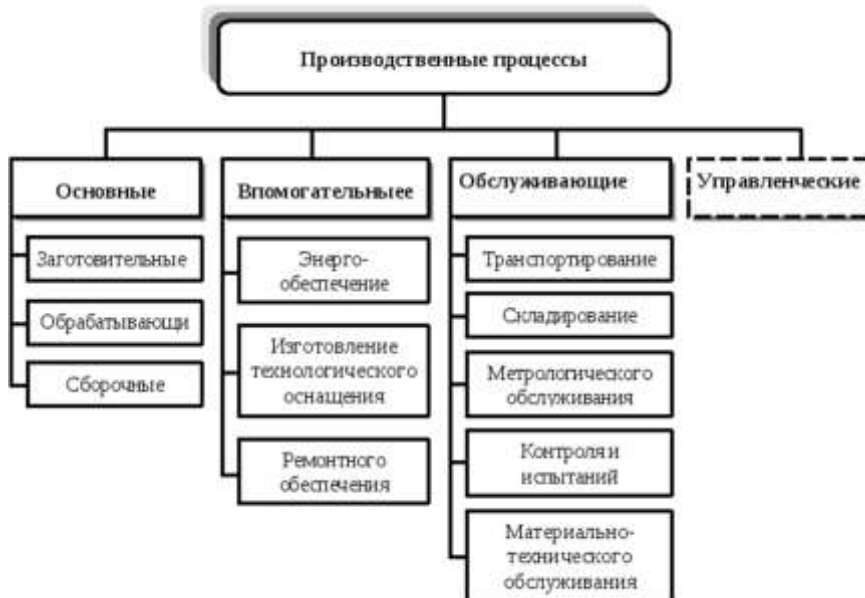 Производственные процессы
Основные
Заготовительные
Обрабатывающи
Сборочные
Впомогательныее
Энерго-
обеспечение
Изготовление
технологического
оснащения
Ремонтного
обеспечения
Обслуживающие
Транспортирование
Складирование
Метрологического
обслуживания
Контроля и
испытаний
Материально-
технического
обслуживания
Управленческие